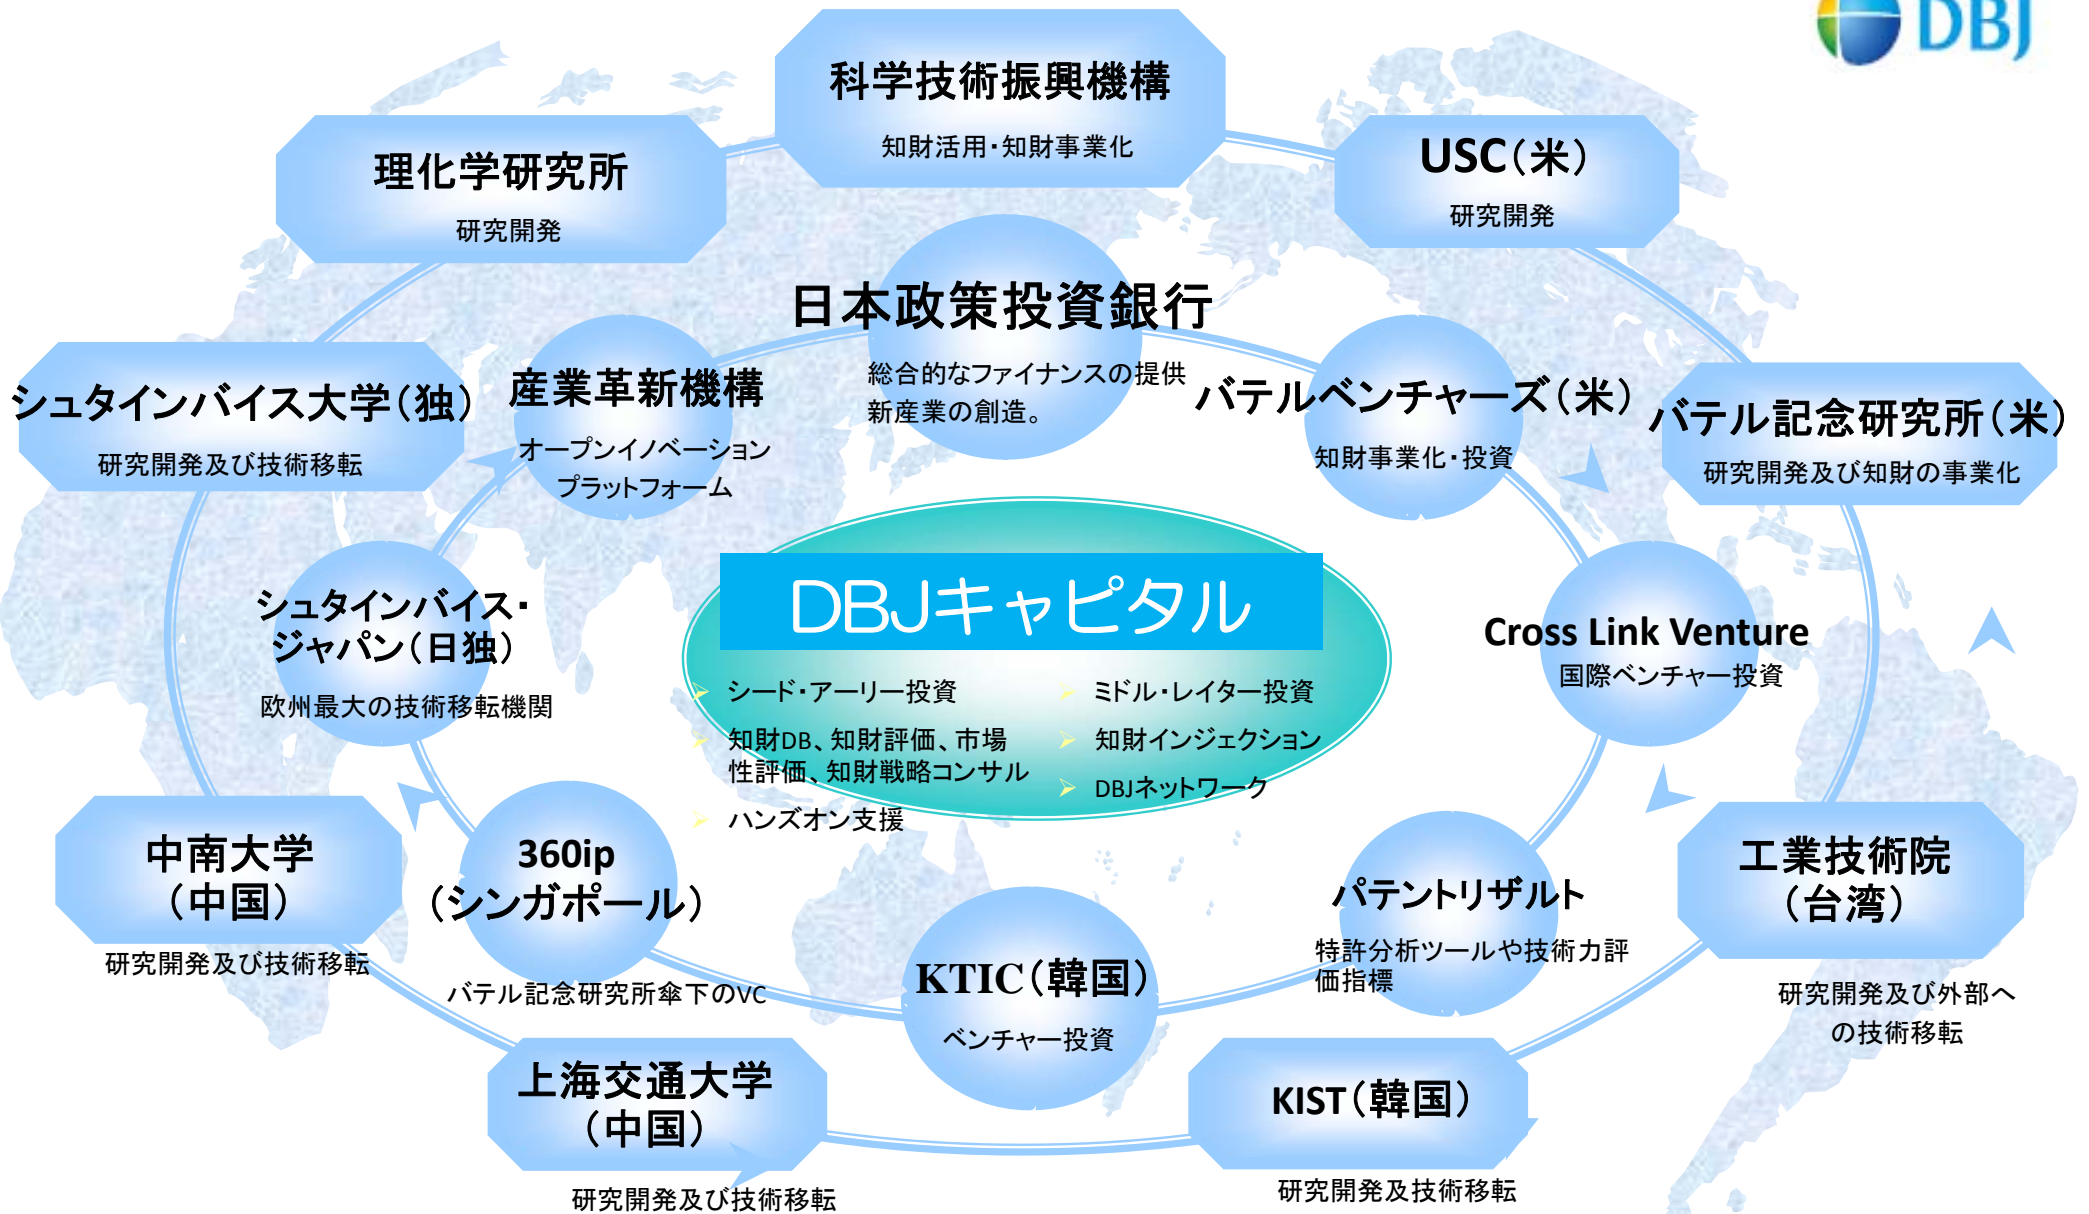 DBJ
科学技術振興機構
知財活用・知財事業化
理化学研究所
研究開発
USC(米)
研究開発
日本政策投資銀行
総合的なファイナンスの提供
新産業の創造。
シュタインバイス大学(独)
研究開発及び技術移転
産業革新機構
オープンイノベーション
プラットフォーム
バテルベンチャーズ(米)
知財事業化・投資
バテル記念研究所(米)
研究開発及び知財の事業化
シュタインバイス・
ジャパン(日独)
欧州最大の技術移転機関
DBJキャピタル
シード・アーリー投資
知財DB、知財評価、市場
性評価、知財戦略コンサル
ハンズオン支援
ミドル・レイター投資
知財インジェクション
DBJネットワーク
Cross Link Venture
国際ベンチャー投資
中南大学
(中国)
研究開発及び技術移転
360ip
(シンガポール)
バテル記念研究所傘下のVC
KTIC(韓国)
ベンチャー投資
パテントリザルト
特許分析ツールや技術力評
価指標
工業技術院
(台湾)
研究開発及び外部へ
の技術移転
上海交通大学
(中国)
研究開発及び技術移転
KIST(韓国)
研究開発及技術移転